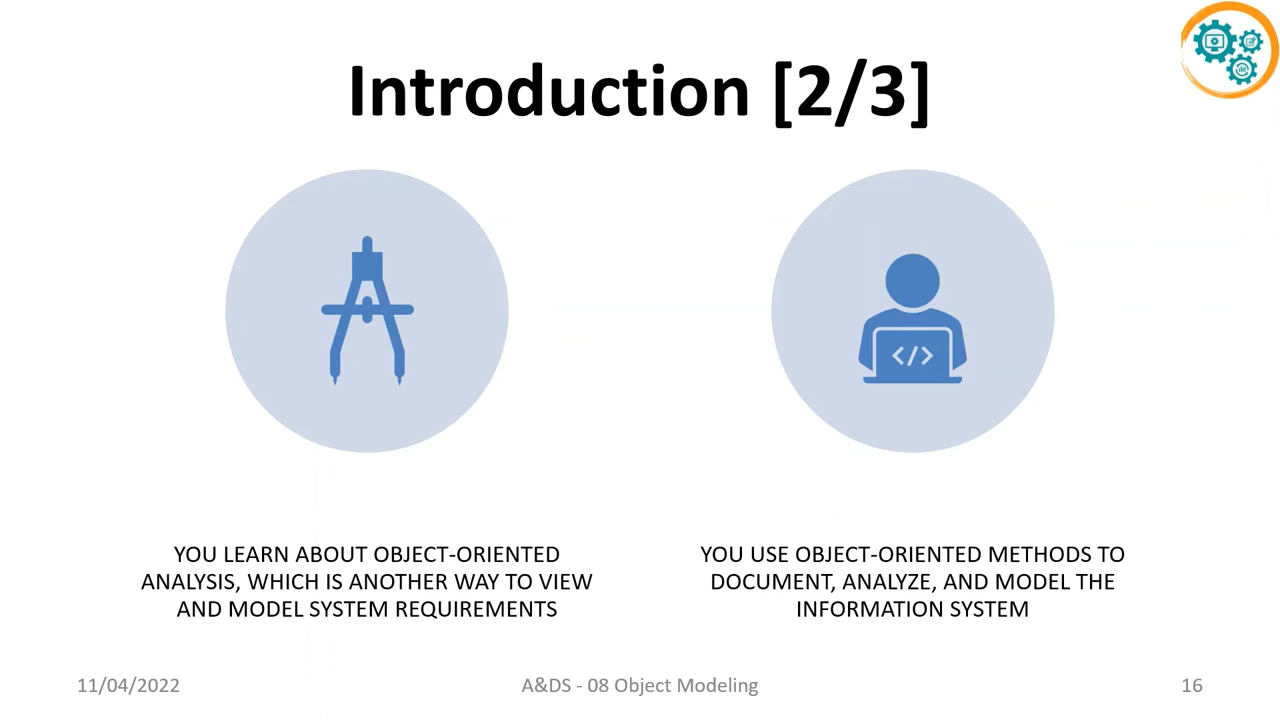 Introduction [2/3]
</>
YOU LEARN ABOUT OBJECT-ORIENTED
ANALYSIS, WHICH IS ANOTHER WAY TO VIEW
AND MODEL SYSTEM REQUIREMENTS
YOU USE OBJECT-ORIENTED METHODS TO
DOCUMENT, ANALYZE, AND MODEL THE
INFORMATION SYSTEM
11/04/2022
A&DS - 08 Object Modeling
16